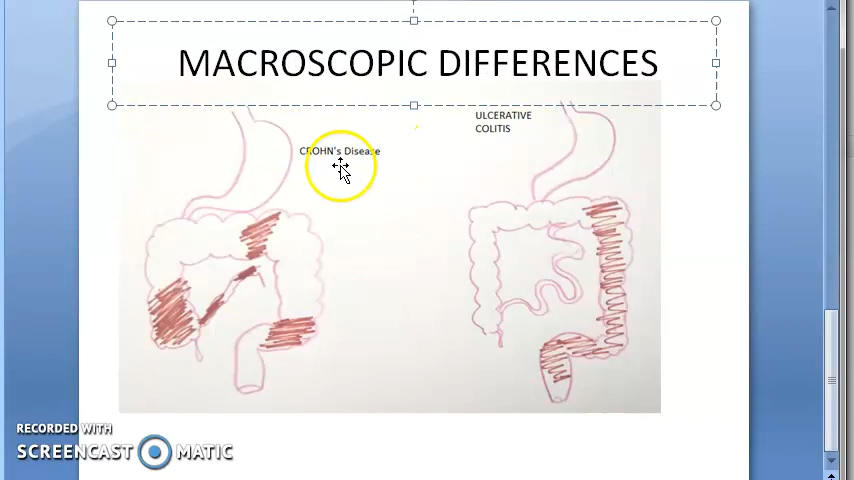 MACROSCOPIC DIFFERENCES
CROHN's Disease
ULCERATIVE
COLITIS
RECORDED WITH
SCREENCAST MATIC